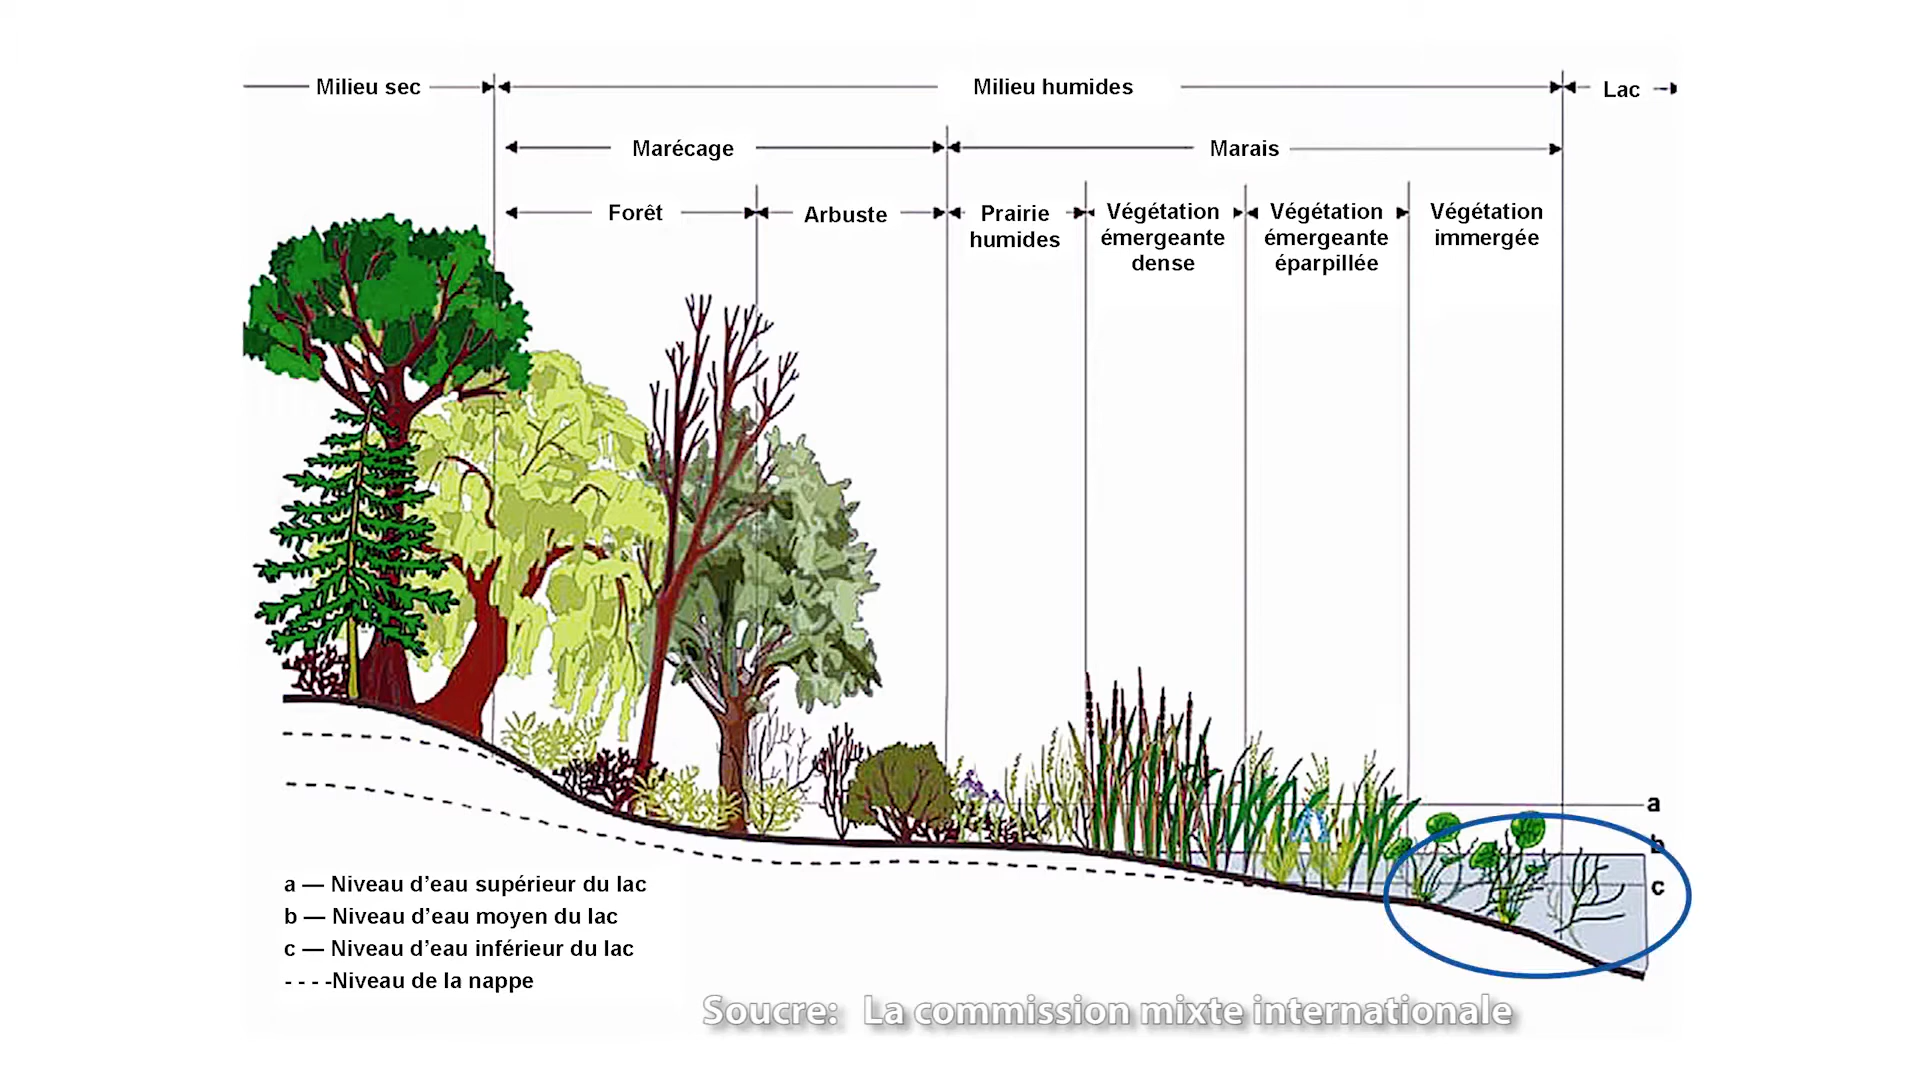 Milieu sec
Milieu humides
Lac
Marécage
Marais
Forêt
Arbuste
Prairie
humides
Végétation
émergeante
dense
Végétation
émergeante
éparpillée
Végétation
immergée
a
b
c
a — Niveau d’eau supérieur du lac
b — Niveau d’eau moyen du lac
c — Niveau d’eau inférieur du lac
- - - -Niveau de la nappe
Soucre: La commission mixte internationale